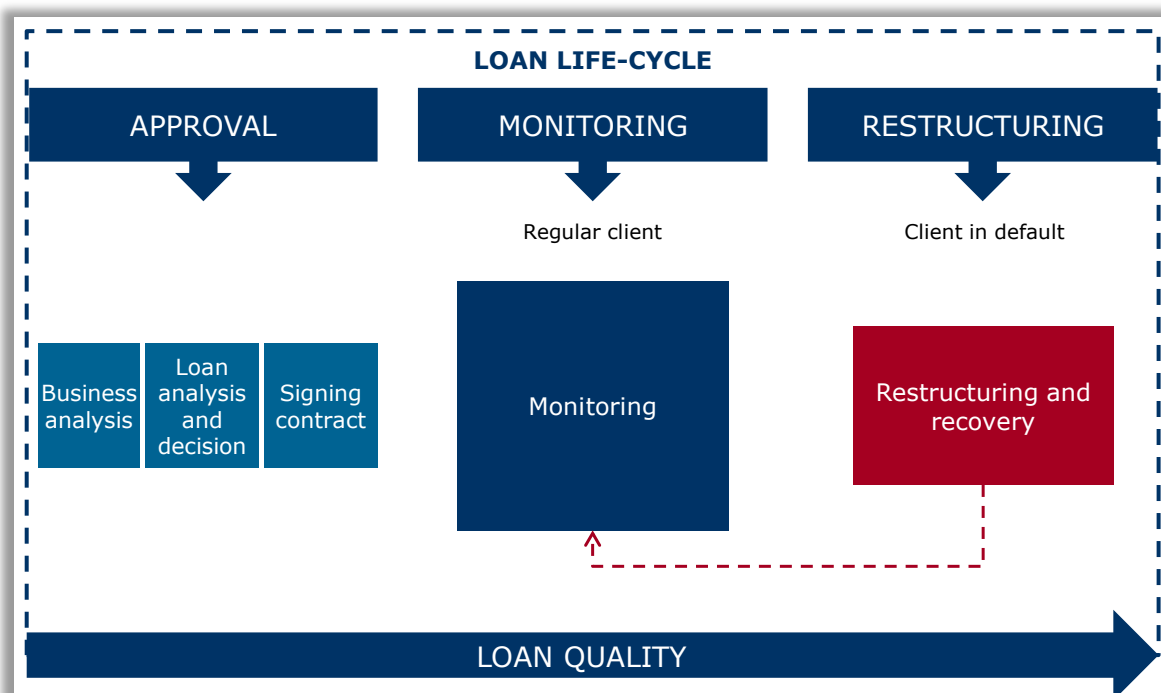 LOAN LIFE-CYCLE
APPROVAL
MONITORING
RESTRUCTURING
Regular client
Client in default
Business
analysis
Loan
analysis
and
decision
Signing
contract
Monitoring
Restructuring and
recovery
LOAN QUALITY